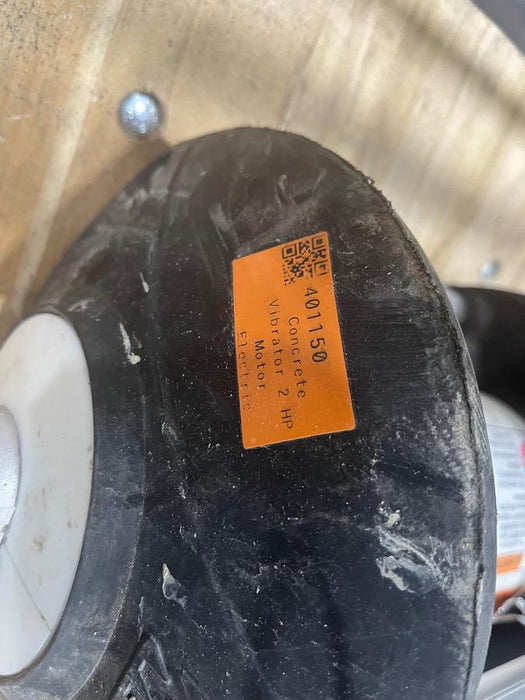 401150
Concrete
Vibrator 2 HP
Motor
Electric